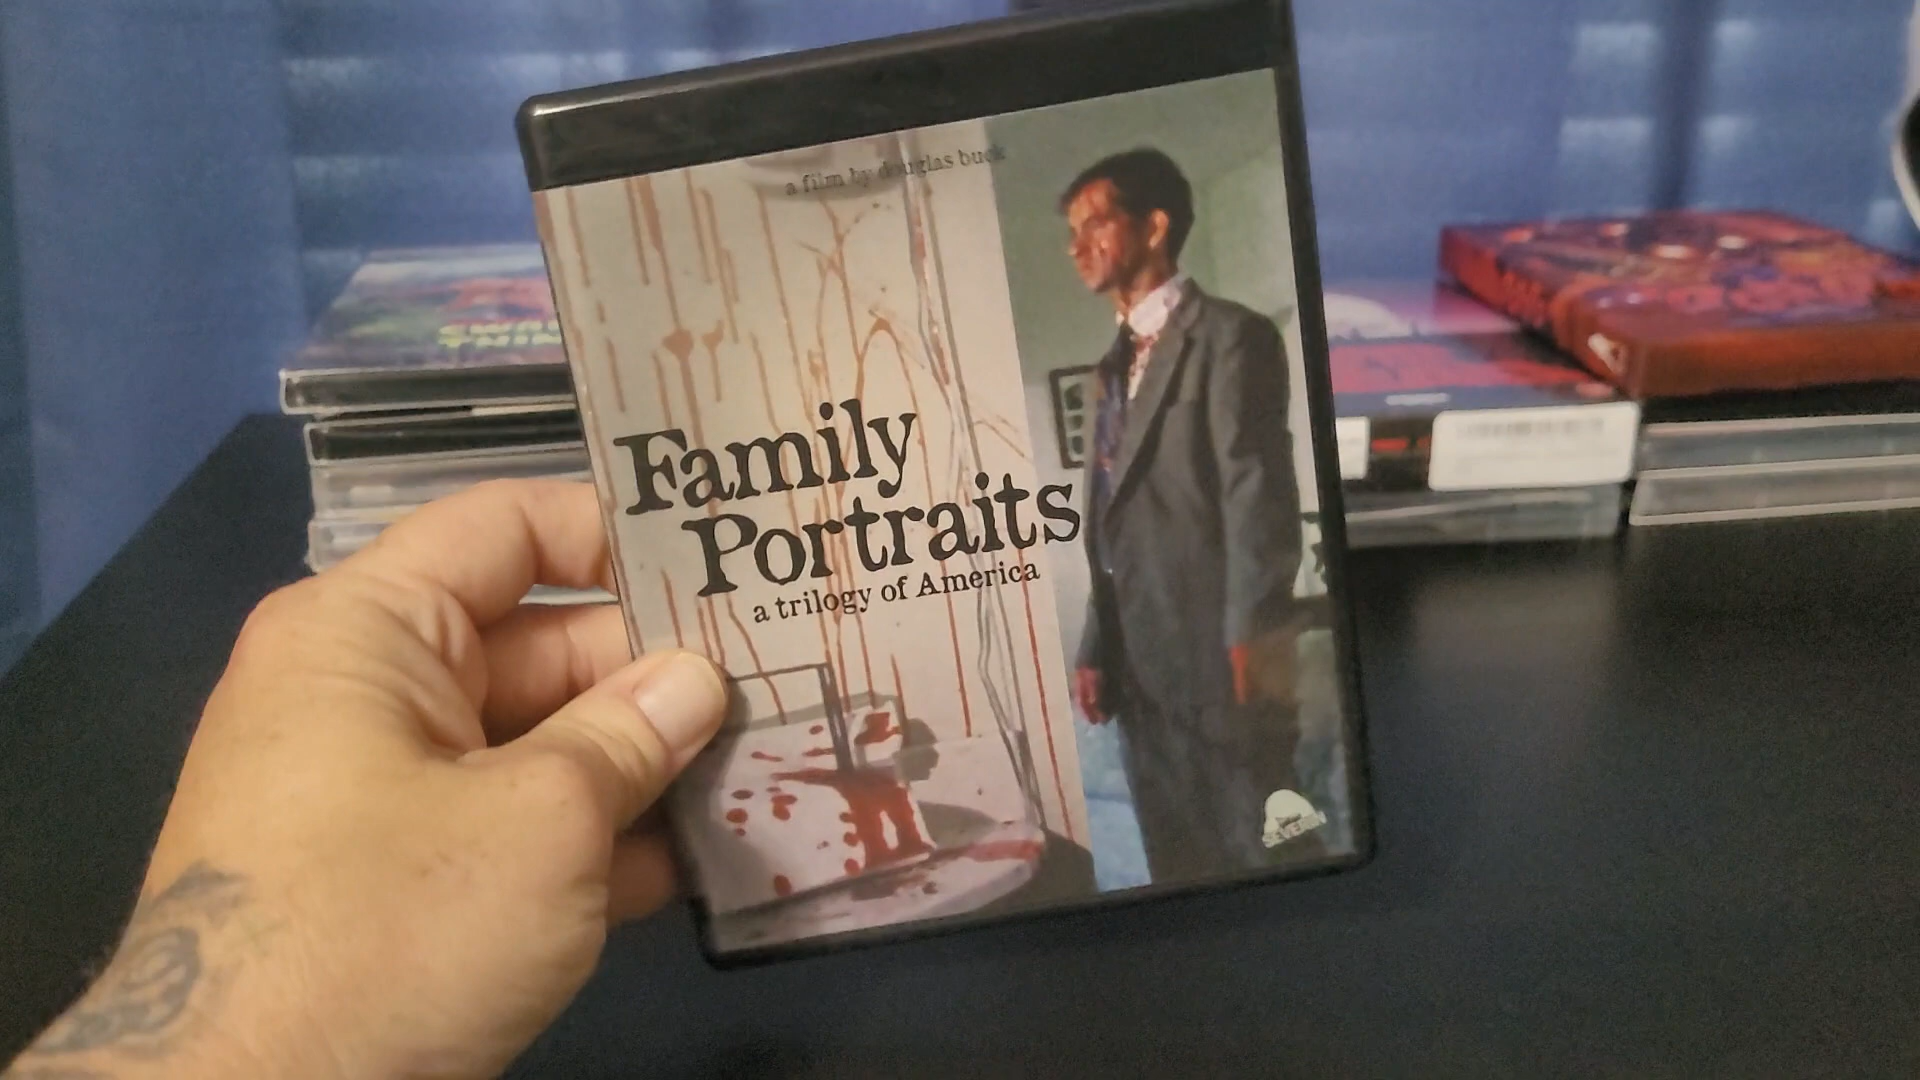 a film by douglas buck
Family
Portraits
a trilogy of America
SEVERIN